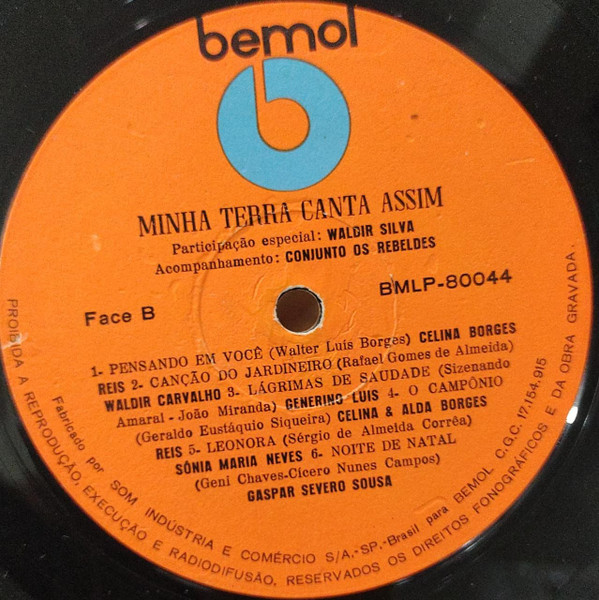 bemol
MINHA TERRA CANTA ASSIM
Participação especial: WALDIR SILVA
Acompanhamento: CONJUNTO OS REBELDES
Face B
BMLP-80044
1- PENSANDO EM VOCÊ (Walter Luís Borges) CELINA BORGES
REIS 2- CANÇÃO DO JARDINEIRO (Rafael Gomes de Almeida)
WALDIR CARVALHO 3- LÁGRIMAS DE SAUDADE (Sizenando
Amaral - João Miranda) GENERINO LUIS 4- O CAMPÔNIO
(Geraldo Eustáquio Siqueira) CELINA & ALDA BORGES
REIS 5- LEONORA (Sérgio de Almeida Corrêa)
SÔNIA MARIA NEVES 6- NOITE DE NATAL
(Geni Chaves-Cícero Nunes Campos)
GASPAR SEVERO SOUSA
Fabricado por SOM INDÚSTRIA E COMÉRCIO S/A.-SP.-Brasil para BEMOL C.G.C. 17.154.915
PROIBIDA A REPRODUÇÃO, EXECUÇÃO E RADIODIFUSÃO, RESERVADOS OS DIREITOS FONOGRÁFICOS E DA OBRA GRAVADA.